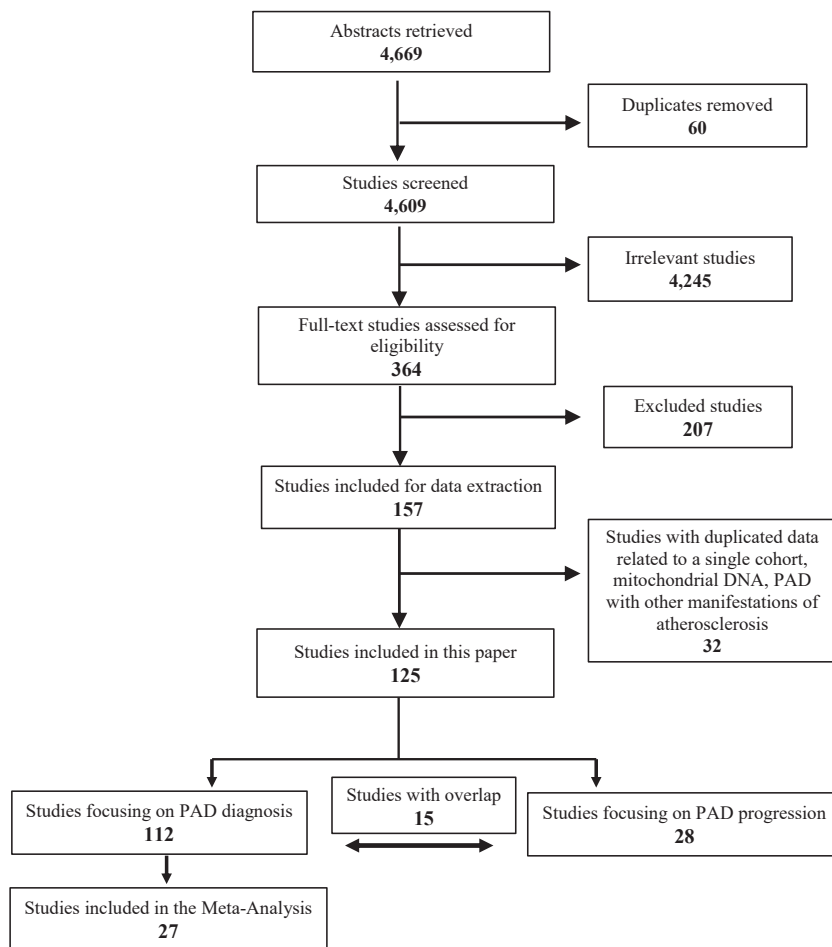 Abstracts retrieved
4,669
Duplicates removed
60
Studies screened
4,609
Irrelevant studies
4,245
Full-text studies assessed for
eligibility
364
Excluded studies
207
Studies included for data extraction
157
Studies with duplicated data
related to a single cohort,
mitochondrial DNA, PAD
with other manifestations of
atherosclerosis
32
Studies included in this paper
125
Studies focusing on PAD diagnosis
112
Studies with overlap
15
Studies focusing on PAD progression
28
Studies included in the Meta-Analysis
27